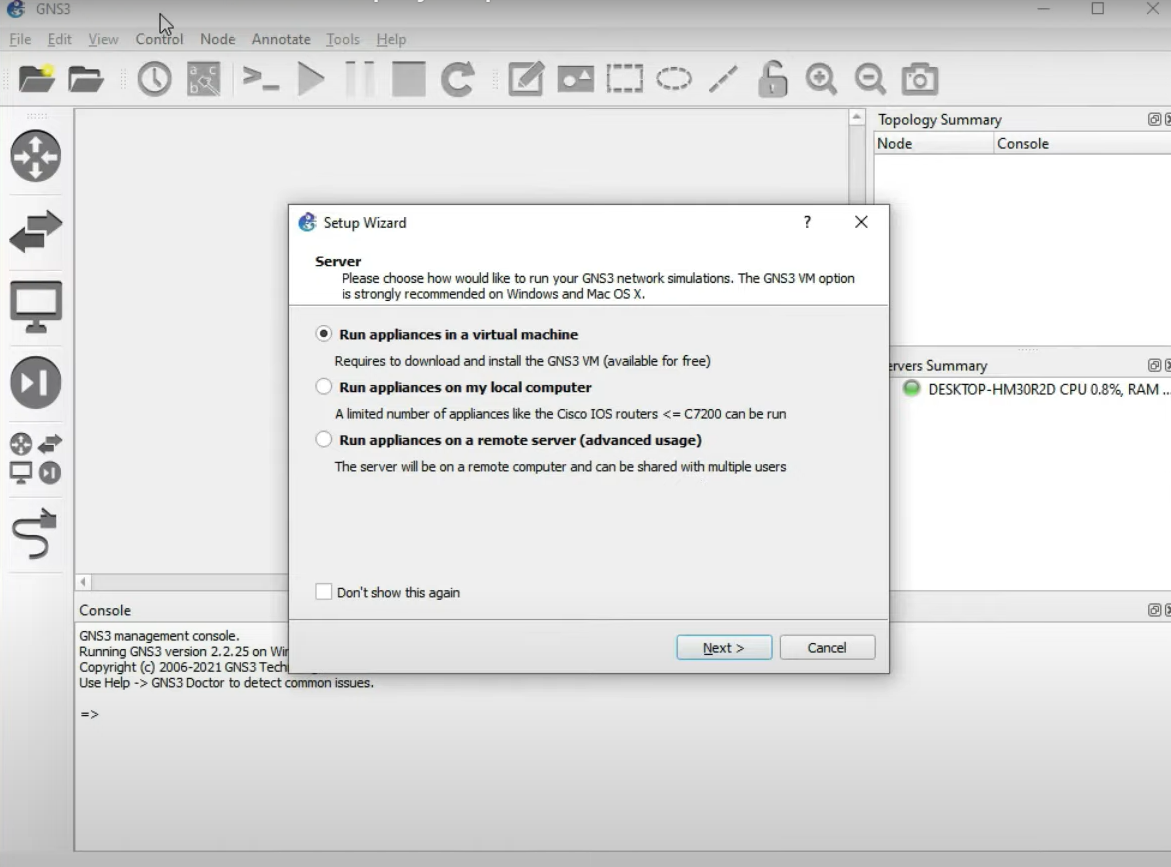 GNS3
File Edit View Control Node Annotate Tools Help
Topology Summary
Node Console
Setup Wizard
?
Server
Please choose how would like to run your GNS3 network simulations. The GNS3 VM option
is strongly recommended on Windows and Mac OS X.
Run appliances in a virtual machine
Requires to download and install the GNS3 VM (available for free)
Run appliances on my local computer
A limited number of appliances like the Cisco IOS routers <= C7200 can be run
Run appliances on a remote server (advanced usage)
The server will be on a remote computer and can be shared with multiple users
Don't show this again
Next >
Cancel
ervers Summary
DESKTOP-HM30R2D CPU 0.8%, RAM ...
Console
GNS3 management console.
Running GNS3 version 2.2.25 on Wi
Copyright (c) 2006-2021 GNS3 Tech
Use Help -> GNS3 Doctor to detect common issues.
=>